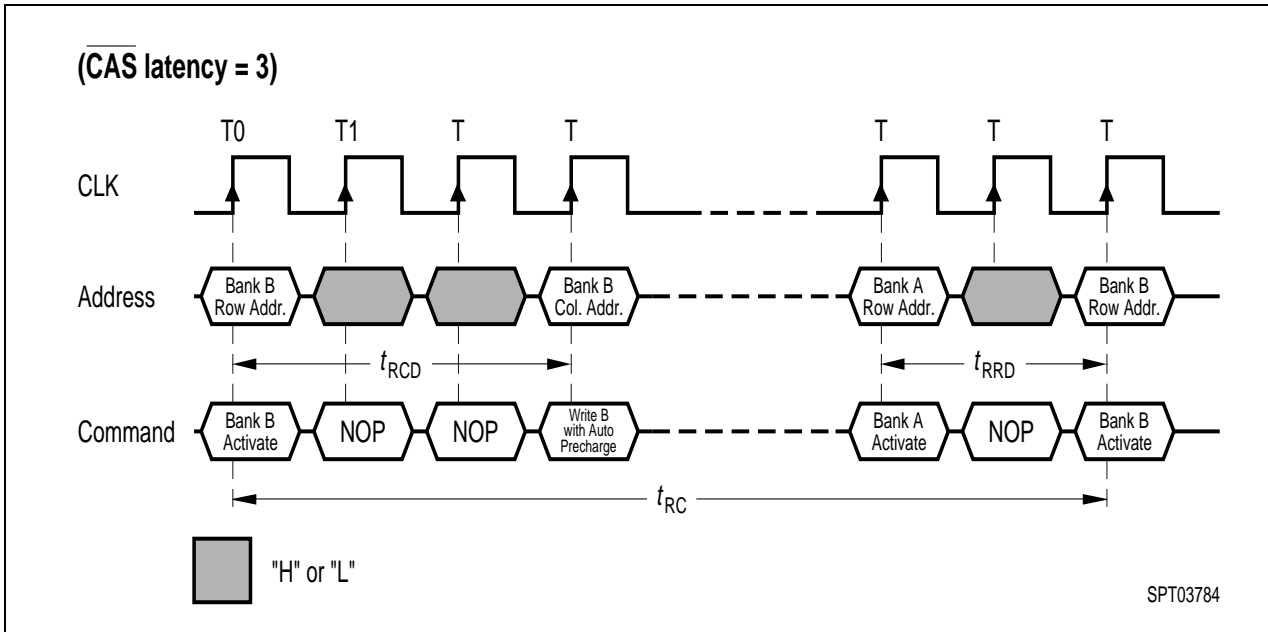 (CAS latency = 3)
T0 T1 T T T T T
CLK
Address
Bank B
Row Addr.
Bank B
Col. Addr.
Bank A
Row Addr.
Bank B
Row Addr.
tRCD
tRRD
Command
Bank B
Activate
NOP
NOP
Write B
with Auto
Precharge
Bank A
Activate
NOP
Bank B
Activate
tRC
"H" or "L"
SPT03784